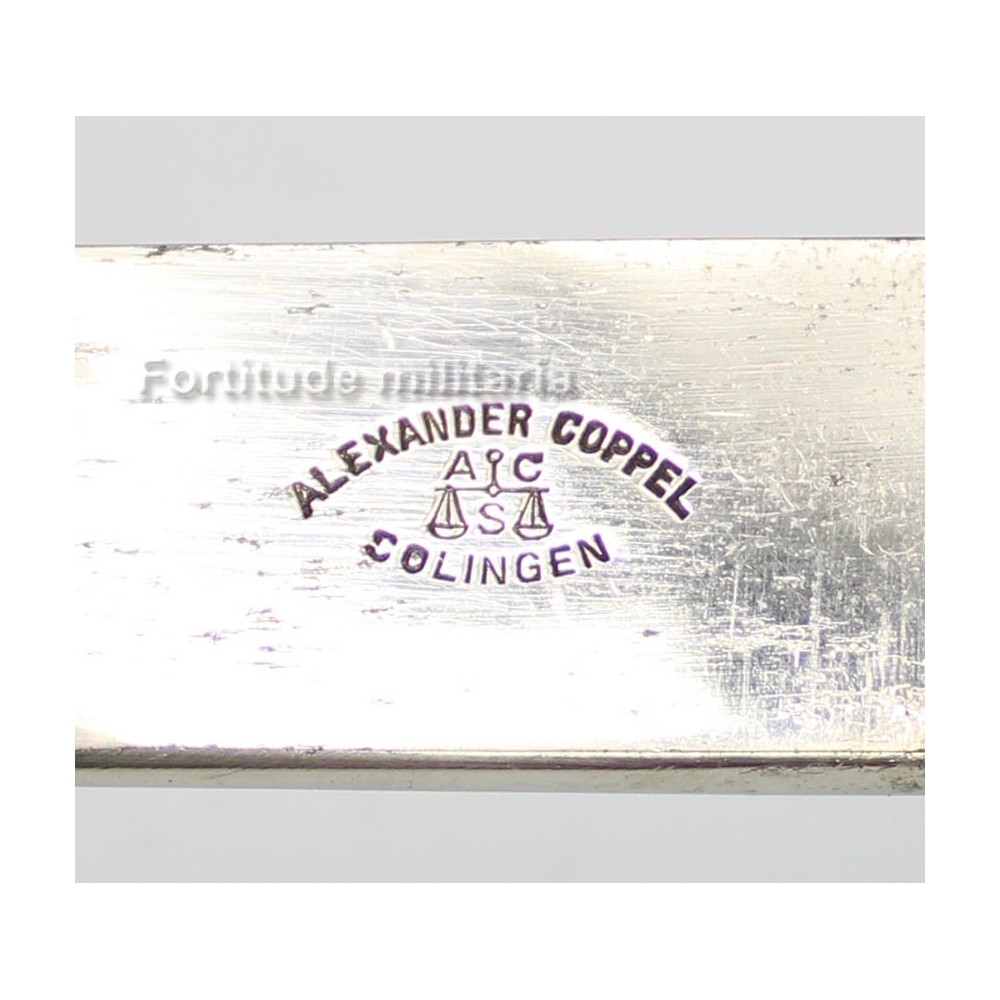 Fortitude militaria
ALEXANDER COPPEL
A C
S
SOLINGEN